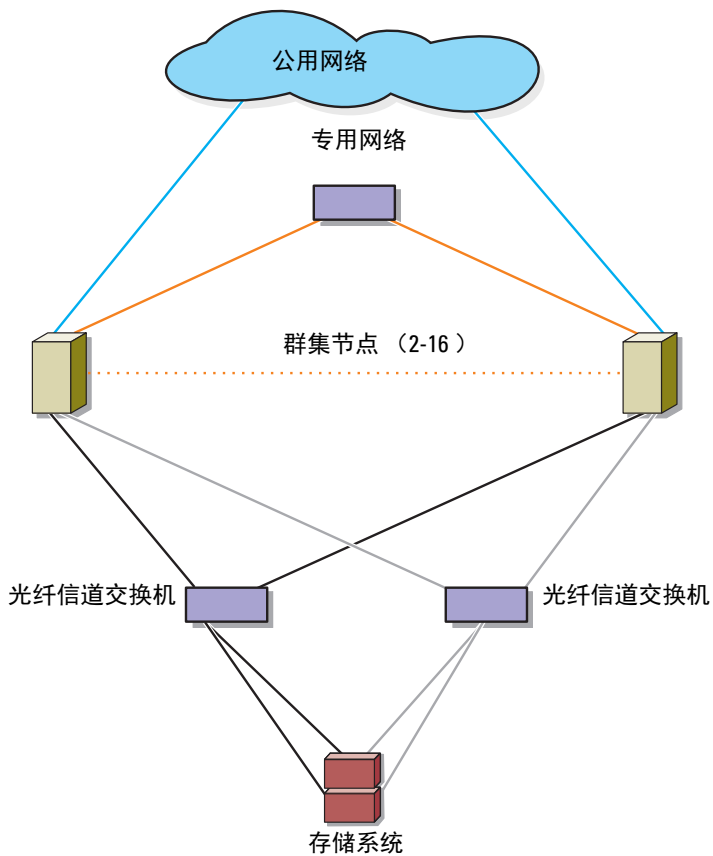 公用网络
专用网络
群集节点 （2-16 ）
光纤信道交换机
光纤信道交换机
存储系统